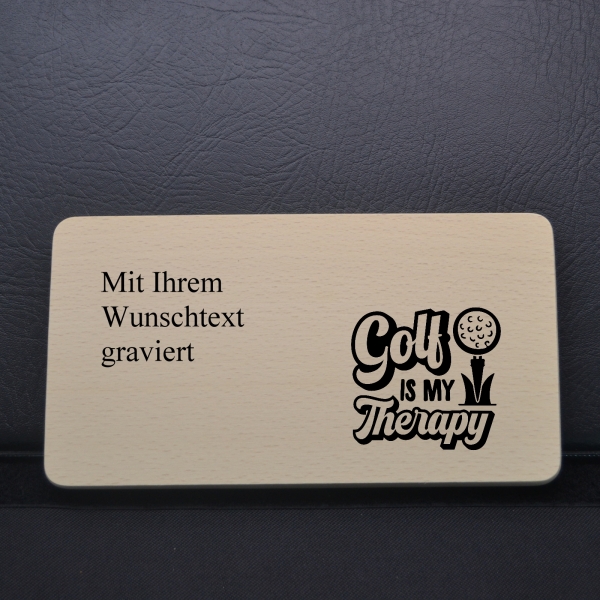 Mit Ihrem
Wunschtext
graviert
Golf
IS MY
Therapy